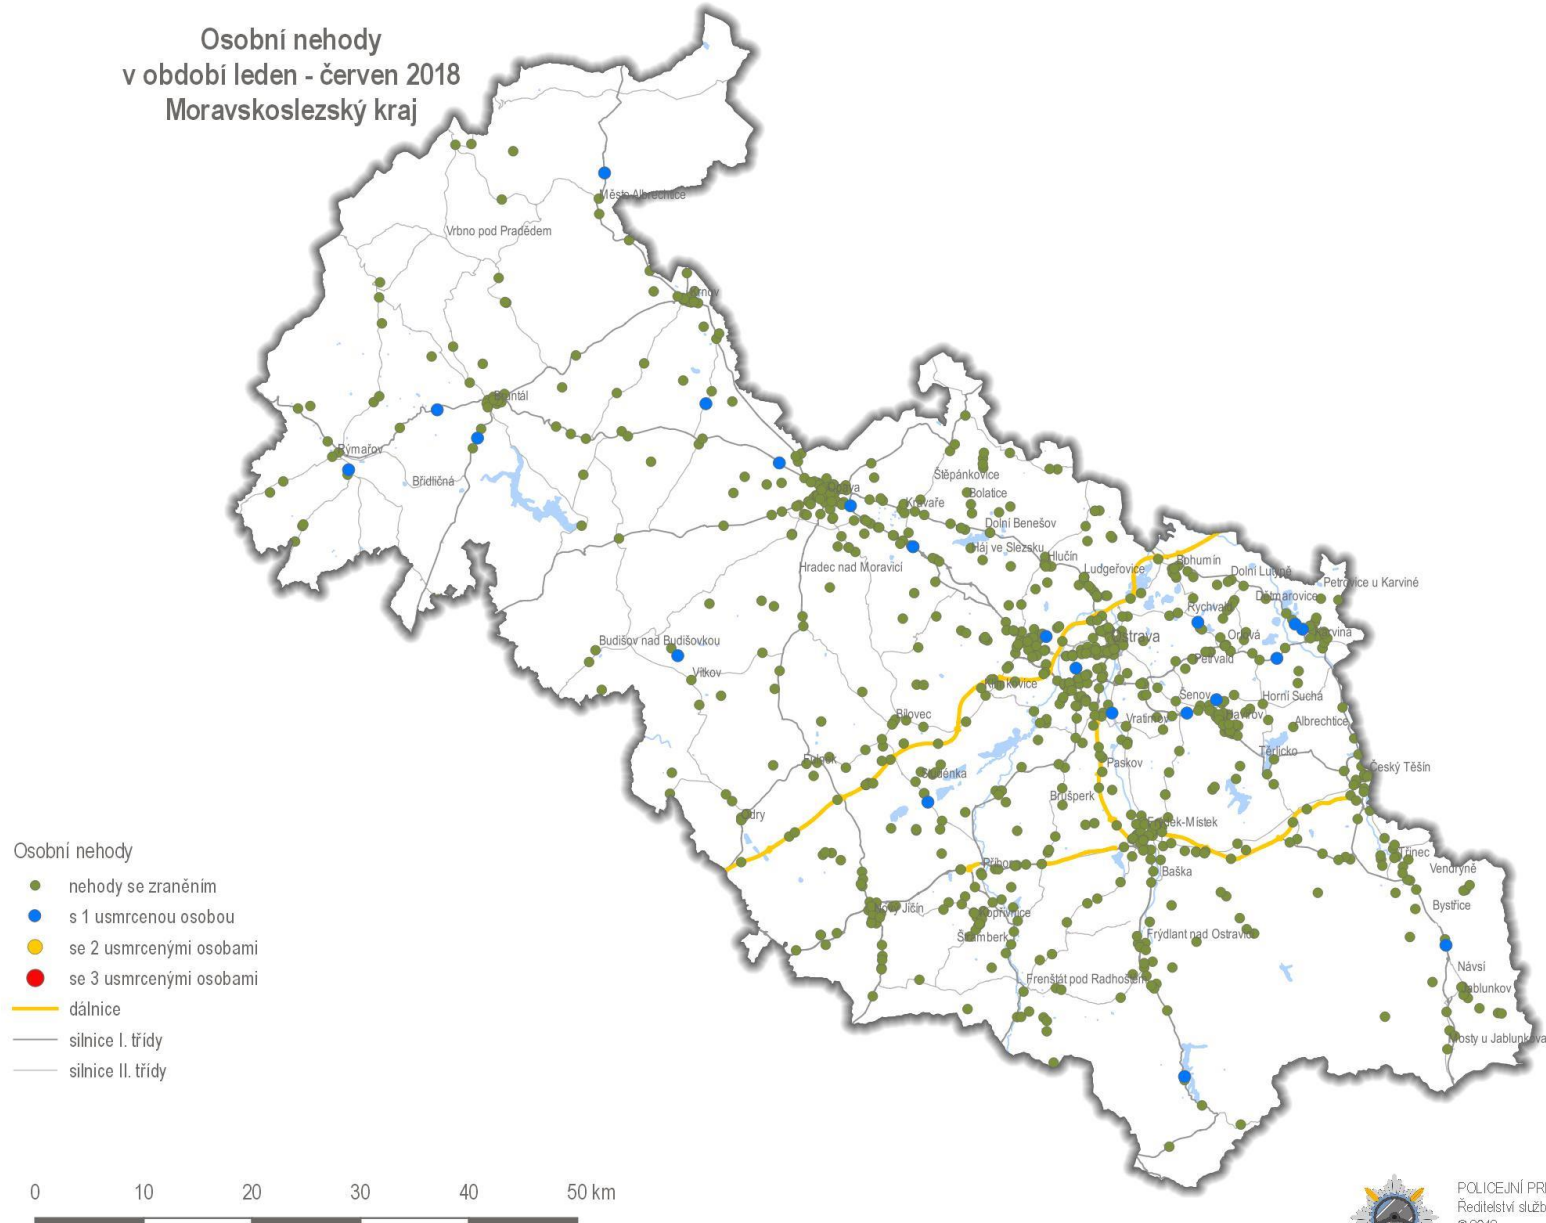 Osobní nehody
v období leden - červen 2018
Moravskoslezský kraj
Město Albrechtice
Vrbno pod Pradědem
Krnov
Bruntál
Rýmařov
Břidličná
Opava
Štěpánkovice
Bolatice
Kravaře
Dolní Benešov
Háj ve Slezsku
Hlučín
Hradec nad Moravicí
Ludgeřovice
Bohumín
Dolní Lutyně
Petrovice u Karviné
Dětmarovice
Rychvald
Orlová
Karviná
Ostrava
Petřvald
Budišov nad Budišovkou
Vítkov
Klimkovice
Šenov
Horní Suchá
Bílovec
Vratimov
Havířov
Albrechtice
Fulnek
Studénka
Paskov
Těrlicko
Český Těšín
Brušperk
Odry
Frýdek-Místek
Příbor
Baška
Třinec
Vendryně
Nový Jičín
Kopřivnice
Bystřice
Štramberk
Frýdlant nad Ostravicí
Návsí
Frenštát pod Radhoštěm
Jablunkov
Mosty u Jablunkova
Osobní nehody
nehody se zraněním
s 1 usmrcenou osobou
se 2 usmrcenými osobami
se 3 usmrcenými osobami
dálnice
silnice I. třídy
silnice II. třídy
0 10 20 30 40 50 km
POLICEJNÍ PRE
Ředitelství služb